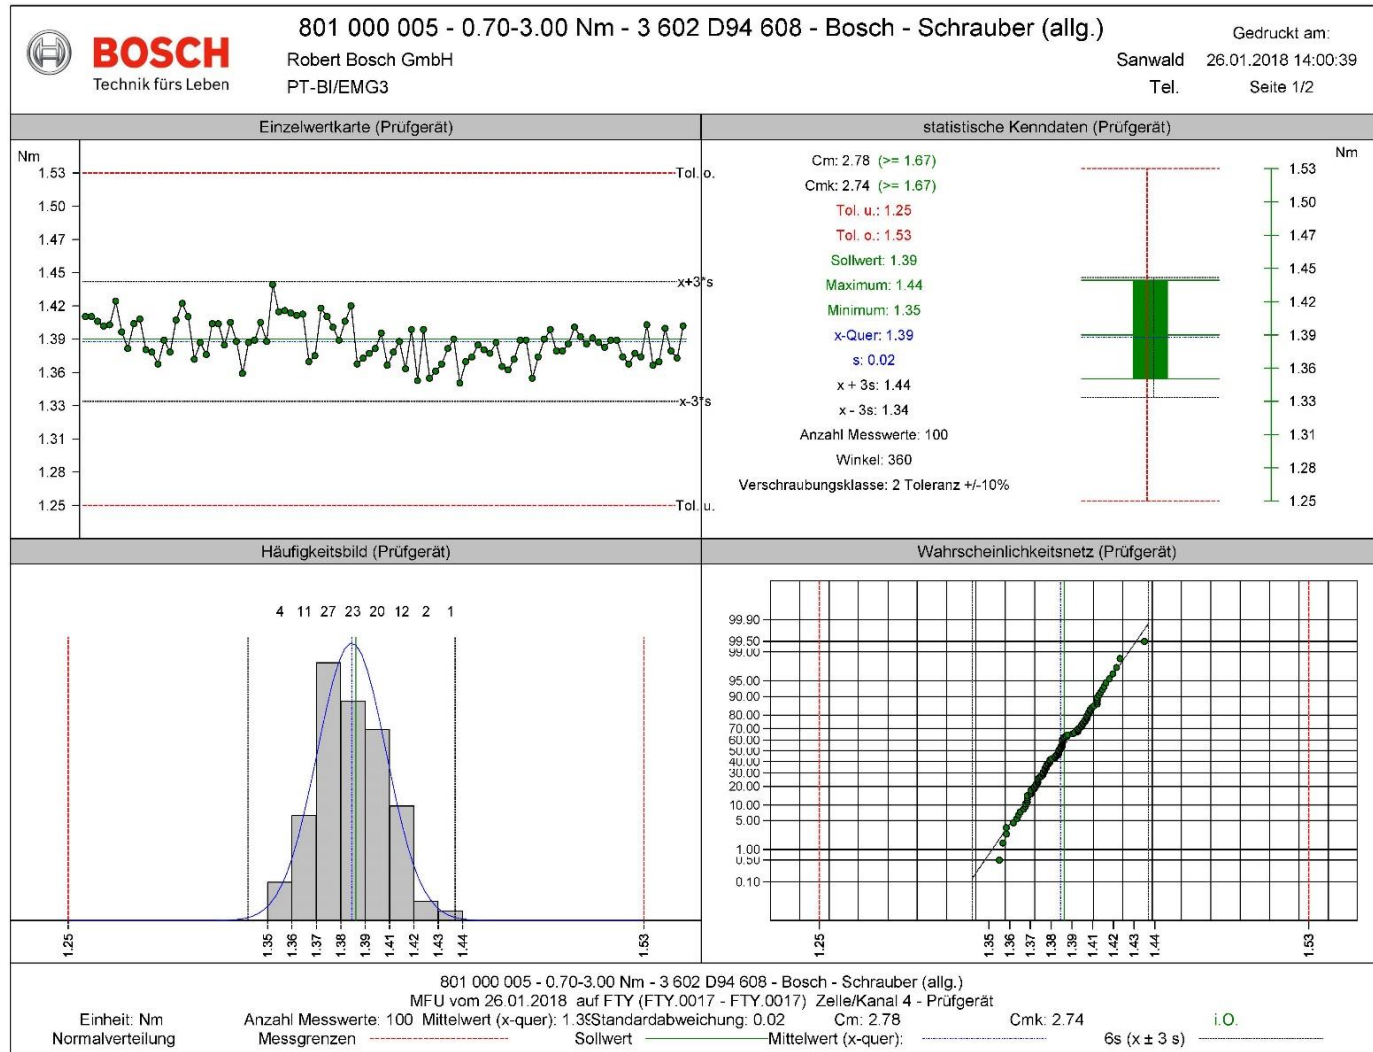 801 000 005 - 0.70-3.00 Nm - 3 602 D94 608 - Bosch - Schrauber (allg.)
BOSCH
Technik fürs Leben
Robert Bosch GmbH
PT-BI/EMG3
Sanwald
Tel.
Gedruckt am:
26.01.2018 14:00:39
Seite 1/2
Einzelwertkarte (Prüfgerät)
Nm
1.53
1.50
1.47
1.45
1.42
1.39
1.36
1.33
1.31
1.28
1.25
Tol. o.
x+3*s
x-3*s
Tol. u.
statistische Kenndaten (Prüfgerät)
Cm: 2.78 (>= 1.67)
Cmk: 2.74 (>= 1.67)
Tol. u.: 1.25
Tol. o.: 1.53
Sollwert: 1.39
Maximum: 1.44
Minimum: 1.35
x-Quer: 1.39
s: 0.02
x + 3s: 1.44
x - 3s: 1.34
Anzahl Messwerte: 100
Winkel: 360
Verschraubungsklasse: 2 Toleranz +/-10%
Nm
1.53
1.50
1.47
1.45
1.42
1.39
1.36
1.33
1.31
1.28
1.25
Häufigkeitsbild (Prüfgerät)
4 11 27 23 20 12 2 1
1.25 1.35 1.36 1.37 1.38 1.39 1.41 1.42 1.43 1.44 1.53
Wahrscheinlichkeitsnetz (Prüfgerät)
99.90
99.50
99.00
95.00
90.00
80.00
70.00
60.00
50.00
40.00
30.00
20.00
10.00
5.00
1.00
0.50
0.10
1.25 1.35 1.36 1.37 1.38 1.39 1.41 1.42 1.43 1.44 1.53
801 000 005 - 0.70-3.00 Nm - 3 602 D94 608 - Bosch - Schrauber (allg.)
MFU vom 26.01.2018 auf FTY (FTY.0017 - FTY.0017) Zelle/Kanal 4 - Prüfgerät
Einheit: Nm Anzahl Messwerte: 100 Mittelwert (x-quer): 1.39 Standardabweichung: 0.02 Cm: 2.78 Cmk: 2.74 i.O.
Normalverteilung Messgrenzen Sollwert Mittelwert (x-quer): 6s (x ± 3 s)